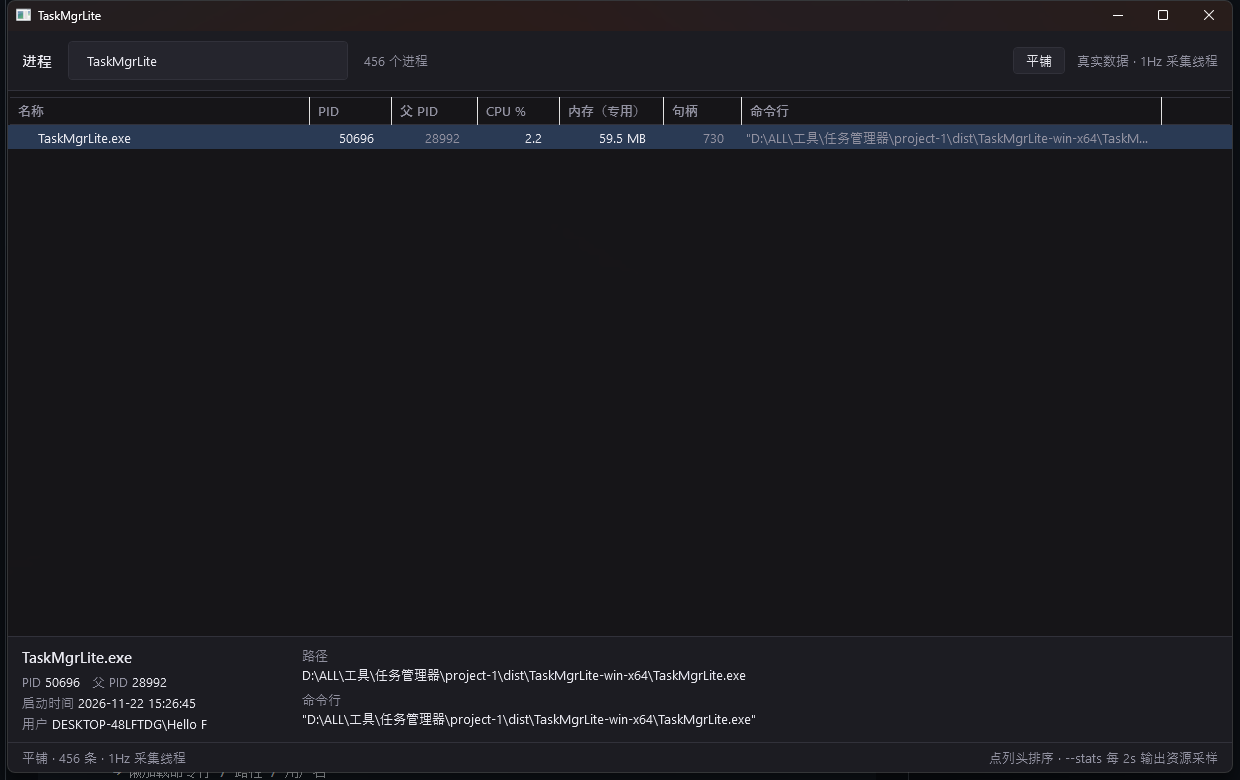 TaskMgrLite
进程 TaskMgrLite 456 个进程 平铺 真实数据 · 1Hz 采集线程
名称 PID 父 PID CPU % 内存（专用） 句柄 命令行
TaskMgrLite.exe 50696 28992 2.2 59.5 MB 730 "D:\ALL\工具\任务管理器\project-1\dist\TaskMgrLite-win-x64\TaskM...
TaskMgrLite.exe
PID 50696 父 PID 28992
启动时间 2026-11-22 15:26:45
用户 DESKTOP-48LFTDG\Hello F
路径
D:\ALL\工具\任务管理器\project-1\dist\TaskMgrLite-win-x64\TaskMgrLite.exe
命令行
"D:\ALL\工具\任务管理器\project-1\dist\TaskMgrLite-win-x64\TaskMgrLite.exe"
平铺 · 456 条 · 1Hz 采集线程 点列头排序 · --stats 每 2s 输出资源采样